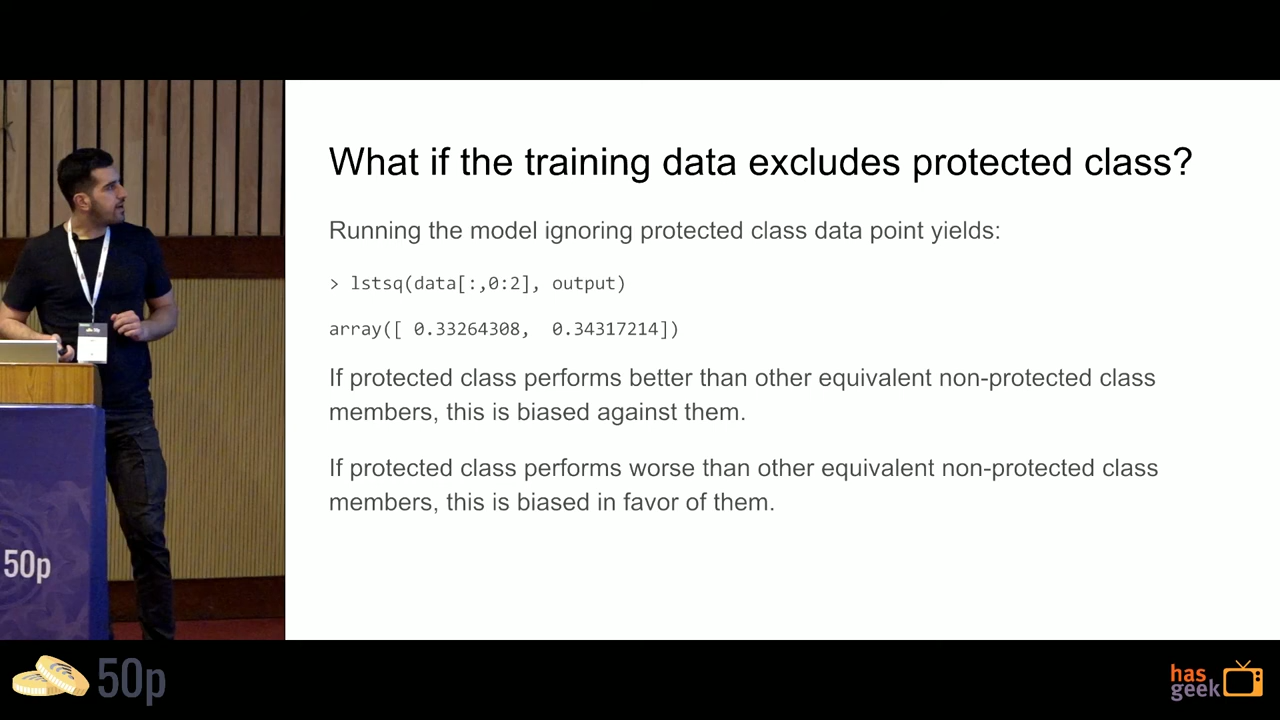 What if the training data excludes protected class?
Running the model ignoring protected class data point yields:
> lstsq(data[:,0:2], output)
array([ 0.33264308,  0.34317214])
If protected class performs better than other equivalent non-protected class
members, this is biased against them.
If protected class performs worse than other equivalent non-protected class
members, this is biased in favor of them.
50p
50p
has
geek